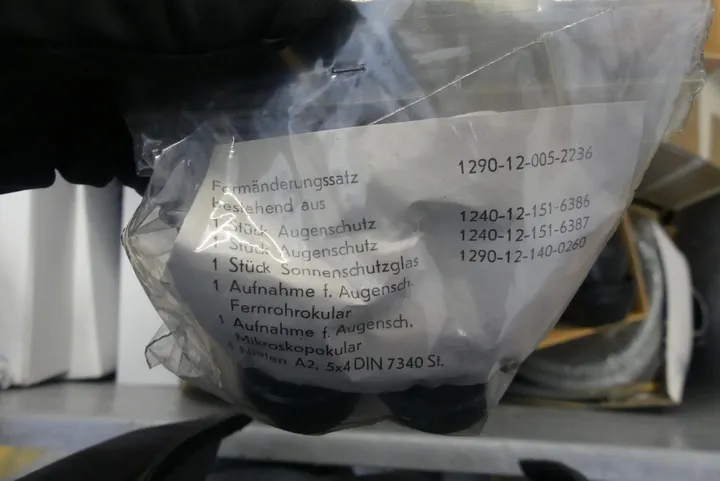 Formänderungssatz 1290-12-005-2236
bestehend aus
1 Stück Augenschutz 1240-12-151-6386
1 Stück Augenschutz 1240-12-151-6387
1 Stück Sonnenschutzglas 1290-12-140-0260
1 Aufnahme f. Augensch.
Fernrohrokular
1 Aufnahme f. Augensch.
Mikroskopokular
4 Nieten A2, 5x4 DIN 7340 St.